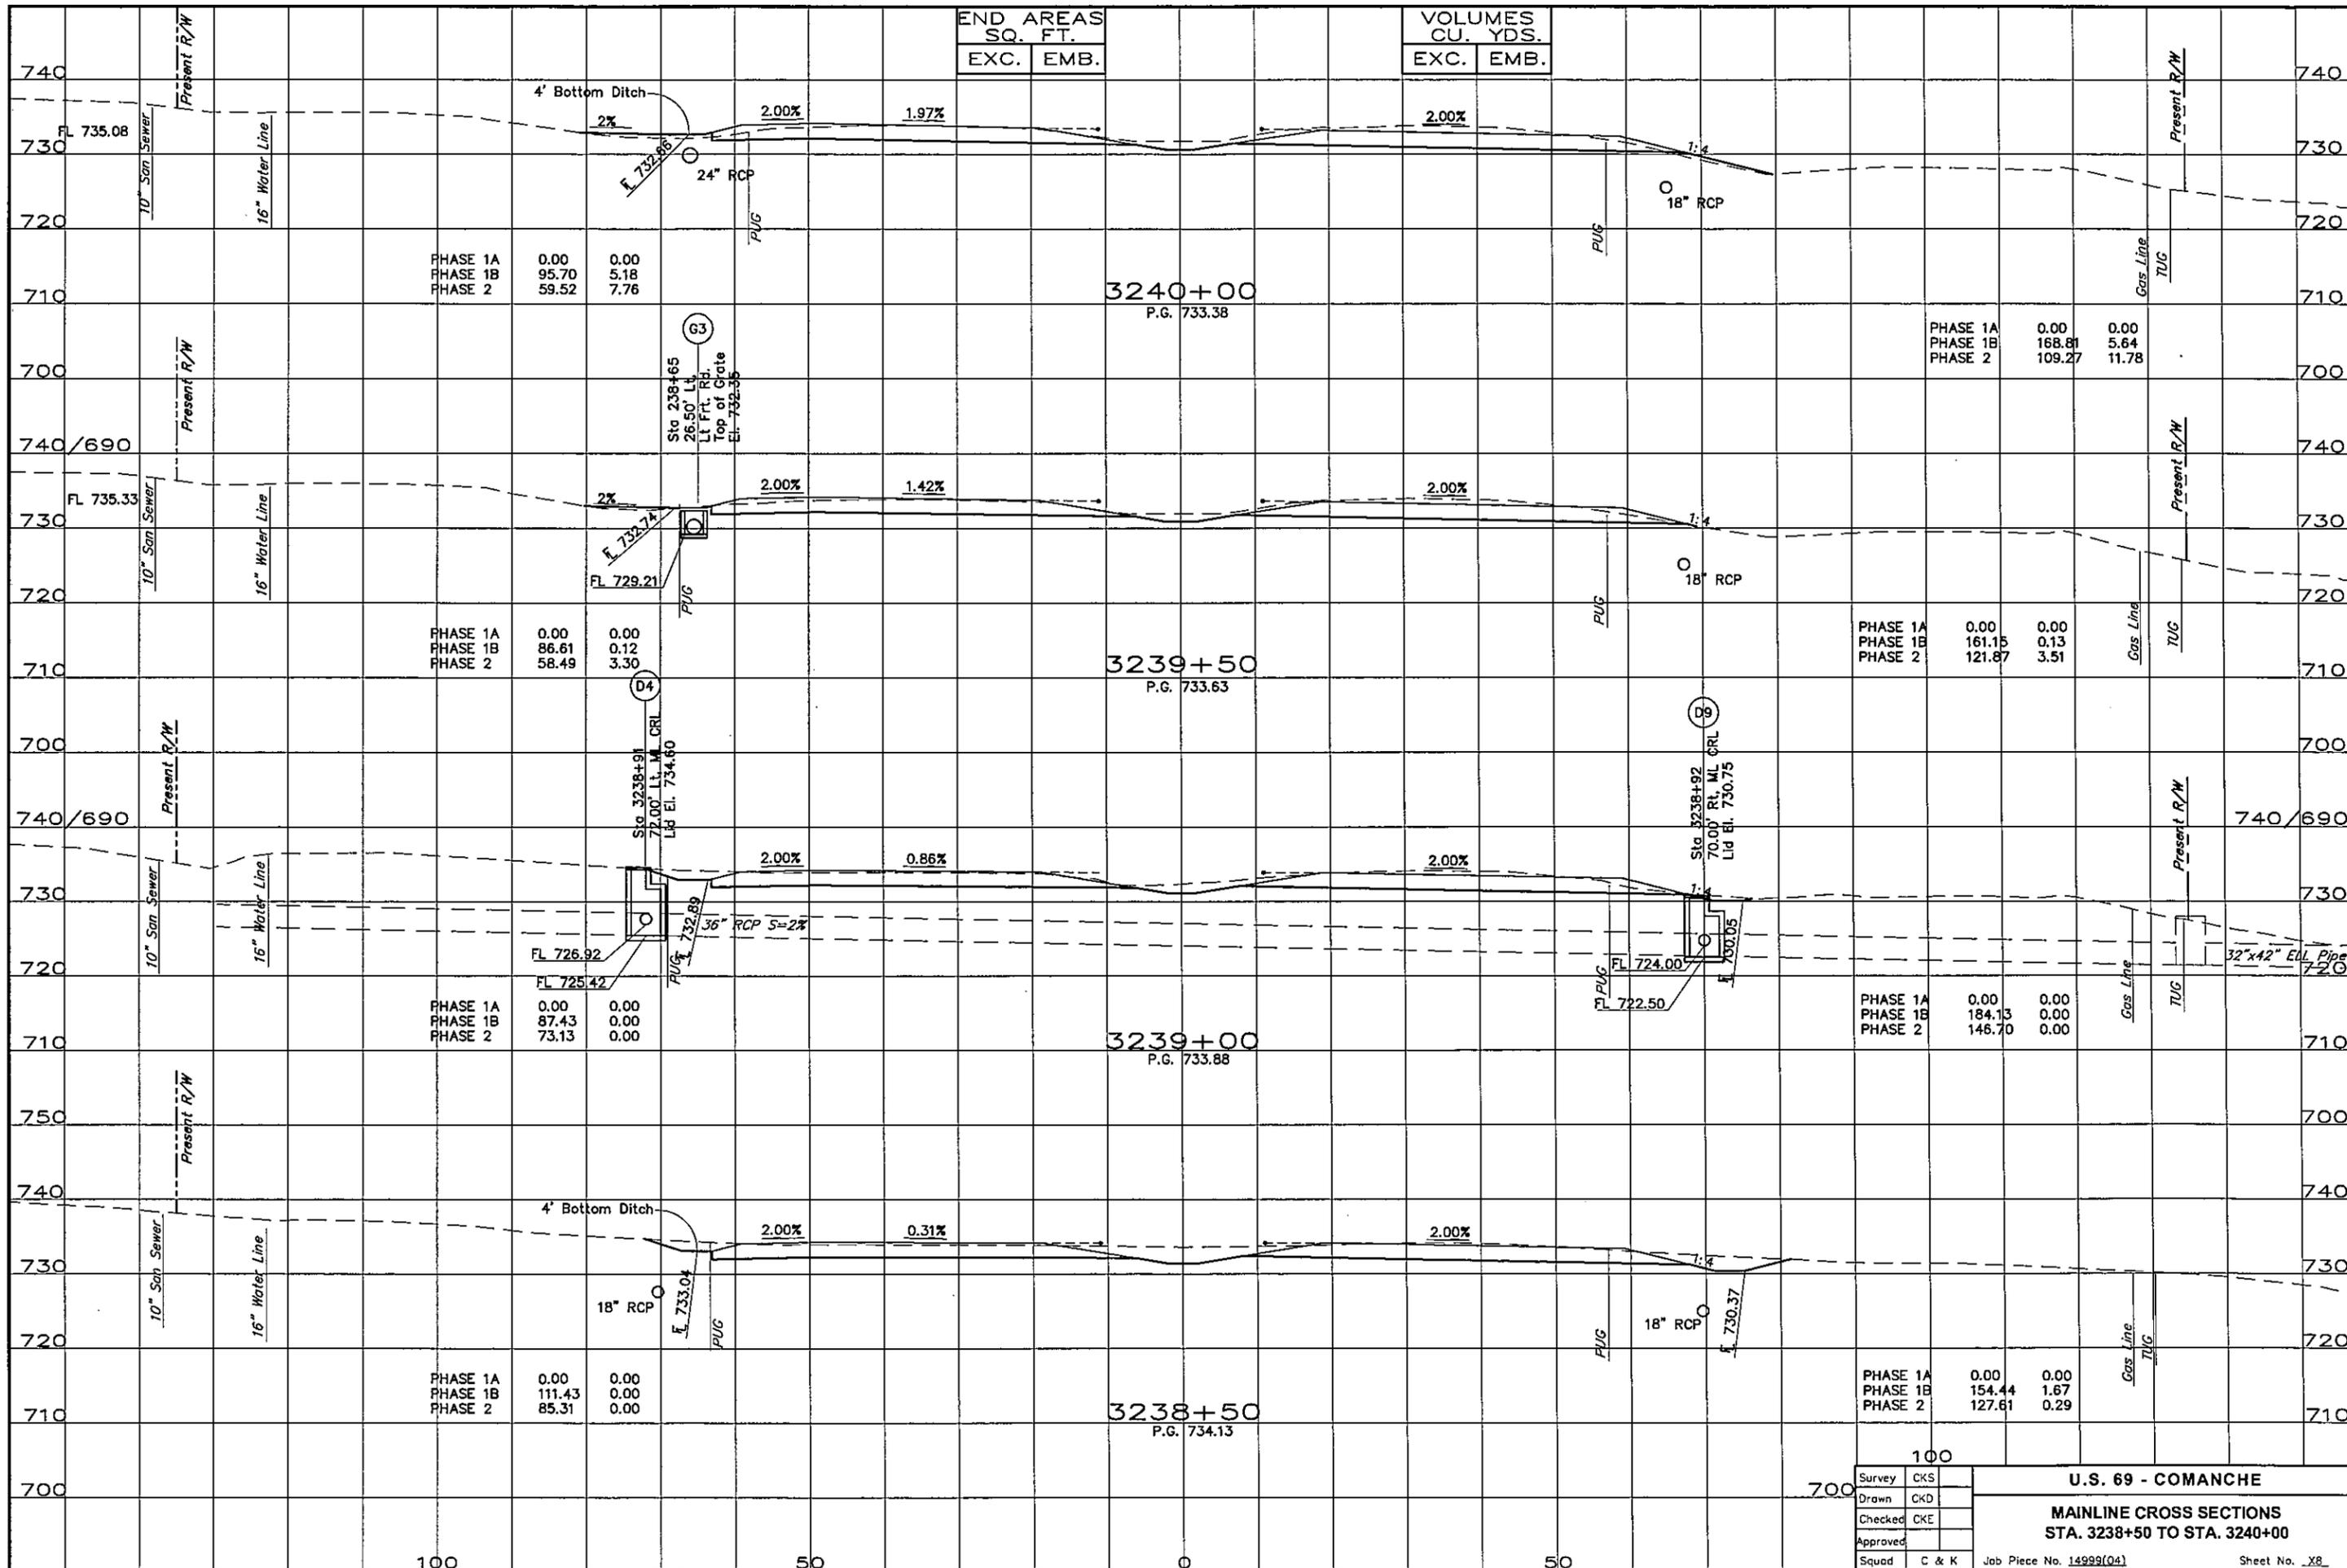 END AREAS
SQ. FT.
EXC. EMB.
VOLUMES
CU. YDS.
EXC. EMB.
740
740
Present R/W
Present R/W
4' Bottom Ditch
FL 735.08
10" San Sewer
16" Water Line
2%
2.00%
1.97%
2.00%
1:4
730
730
FL 732.66
24" RCP
PUG
PUG
18" RCP
720
720
Gas Line
TUG
PHASE 1A 0.00 0.00
PHASE 1B 95.70 5.18
PHASE 2 59.52 7.76
710
710
3240+00
P.G. 733.38
PHASE 1A 0.00 0.00
PHASE 1B 168.81 5.64
PHASE 2 109.27 11.78
G3
Sta 238+65
26.50' Lt.
Lt Frt. Rd.
Top of Grate
El. 732.35
Present R/W
700
700
740/690
740
Present R/W
FL 735.33
10" San Sewer
16" Water Line
2%
2.00%
1.42%
2.00%
1:4
730
730
FL 732.74
FL 729.21
PUG
PUG
18" RCP
720
720
Gas Line
TUG
PHASE 1A 0.00 0.00
PHASE 1B 86.61 0.12
PHASE 2 58.49 3.30
710
710
3239+50
P.G. 733.63
PHASE 1A 0.00 0.00
PHASE 1B 161.15 0.13
PHASE 2 121.87 3.51
D4
Sta 3238+91
72.00' Lt, ML CRL
Lid El. 734.60
D9
Sta 3238+92
70.00' Rt, ML CRL
Lid El. 730.75
Present R/W
Present R/W
700
700
740/690
740/690
10" San Sewer
16" Water Line
2.00%
0.86%
2.00%
1:4
730
730
FL 732.89
36" RCP S=2%
FL 730.05
FL 726.92
FL 725.42
PUG
PUG
FL 724.00
FL 722.50
32"x42" Ell Pipe
720
720
Gas Line
TUG
PHASE 1A 0.00 0.00
PHASE 1B 87.43 0.00
PHASE 2 73.13 0.00
710
710
3239+00
P.G. 733.88
PHASE 1A 0.00 0.00
PHASE 1B 184.13 0.00
PHASE 2 146.70 0.00
Present R/W
750
700
740
740
4' Bottom Ditch
10" San Sewer
16" Water Line
2.00%
0.31%
2.00%
1:4
730
730
18" RCP
FL 733.04
PUG
PUG
18" RCP
FL 730.37
720
720
Gas Line
TUG
PHASE 1A 0.00 0.00
PHASE 1B 111.43 0.00
PHASE 2 85.31 0.00
710
710
3238+50
P.G. 734.13
PHASE 1A 0.00 0.00
PHASE 1B 154.44 1.67
PHASE 2 127.61 0.29
100
700
700
100
50
0
50
Survey CKS
Drawn CKD
Checked CKE
Approved
Squad C & K
U.S. 69 - COMANCHE
MAINLINE CROSS SECTIONS
STA. 3238+50 TO STA. 3240+00
Job Piece No. 14999(04) Sheet No. X8